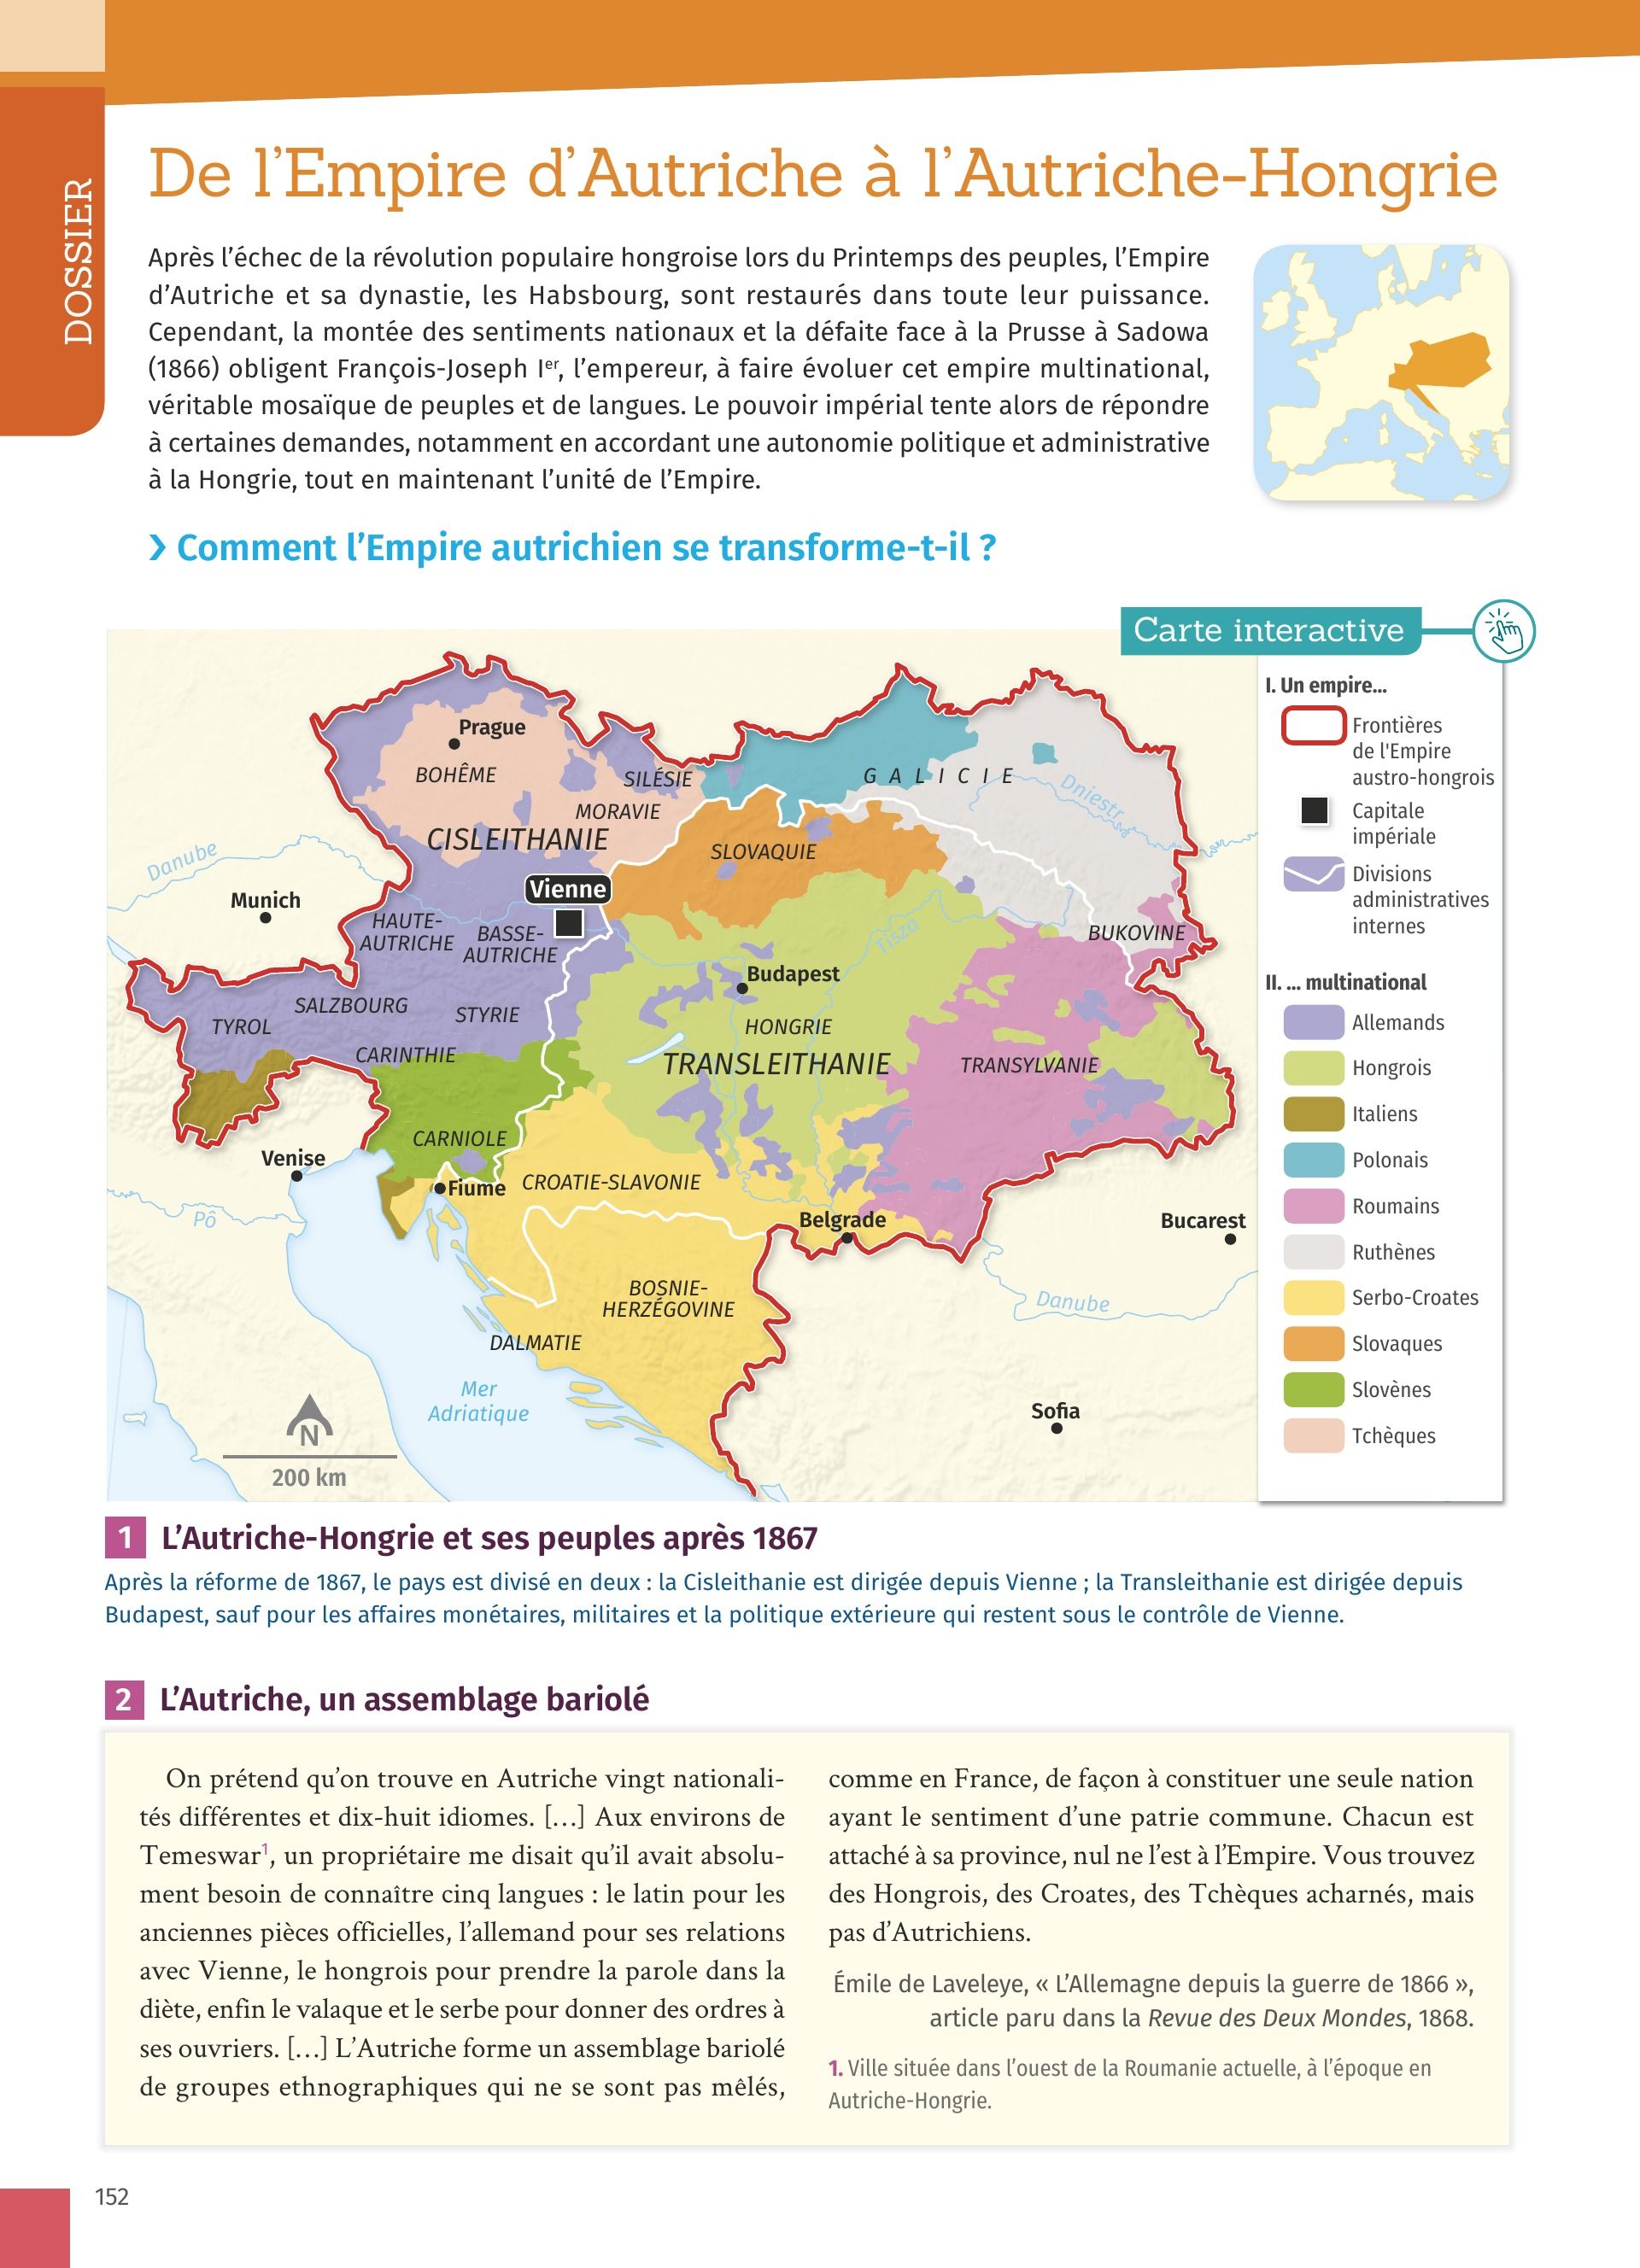 DOSSIER
De l'Empire d'Autriche à l'Autriche-Hongrie
Après l'échec de la révolution populaire hongroise lors du Printemps des peuples, l'Empire
d'Autriche et sa dynastie, les Habsbourg, sont restaurés dans toute leur puissance.
Cependant, la montée des sentiments nationaux et la défaite face à la Prusse à Sadowa
(1866) obligent François-Joseph Ier, l'empereur, à faire évoluer cet empire multinational,
véritable mosaïque de peuples et de langues. Le pouvoir impérial tente alors de répondre
à certaines demandes, notamment en accordant une autonomie politique et administrative
à la Hongrie, tout en maintenant l'unité de l'Empire.
› Comment l'Empire autrichien se transforme-t-il ?
Carte interactive
Prague
BOHÊME
SILÉSIE
MORAVIE
CISLEITHANIE
GALICIE
Dniestr
SLOVAQUIE
Danube
Munich
Vienne
HAUTE-
AUTRICHE
BASSE-
AUTRICHE
Tisza
BUKOVINE
Budapest
SALZBOURG
STYRIE
TYROL
HONGRIE
CARINTHIE
TRANSLEITHANIE
TRANSYLVANIE
CARNIOLE
Venise
Fiume
CROATIE-SLAVONIE
Pô
Belgrade
Bucarest
BOSNIE-
HERZÉGOVINE
Danube
DALMATIE
Mer
Adriatique
Sofia
N
200 km
I. Un empire...
Frontières
de l'Empire
austro-hongrois
Capitale
impériale
Divisions
administratives
internes
II. ... multinational
Allemands
Hongrois
Italiens
Polonais
Roumains
Ruthènes
Serbo-Croates
Slovaques
Slovènes
Tchèques
1 L'Autriche-Hongrie et ses peuples après 1867
Après la réforme de 1867, le pays est divisé en deux : la Cisleithanie est dirigée depuis Vienne ; la Transleithanie est dirigée depuis
Budapest, sauf pour les affaires monétaires, militaires et la politique extérieure qui restent sous le contrôle de Vienne.
2 L'Autriche, un assemblage bariolé
On prétend qu'on trouve en Autriche vingt nationali-
tés différentes et dix-huit idiomes. […] Aux environs de
Temeswar1, un propriétaire me disait qu'il avait absolu-
ment besoin de connaître cinq langues : le latin pour les
anciennes pièces officielles, l'allemand pour ses relations
avec Vienne, le hongrois pour prendre la parole dans la
diète, enfin le valaque et le serbe pour donner des ordres à
ses ouvriers. […] L'Autriche forme un assemblage bariolé
de groupes ethnographiques qui ne se sont pas mêlés,
comme en France, de façon à constituer une seule nation
ayant le sentiment d'une patrie commune. Chacun est
attaché à sa province, nul ne l'est à l'Empire. Vous trouvez
des Hongrois, des Croates, des Tchèques acharnés, mais
pas d'Autrichiens.
Émile de Laveleye, « L'Allemagne depuis la guerre de 1866 »,
article paru dans la Revue des Deux Mondes, 1868.
1. Ville située dans l'ouest de la Roumanie actuelle, à l'époque en
Autriche-Hongrie.
152